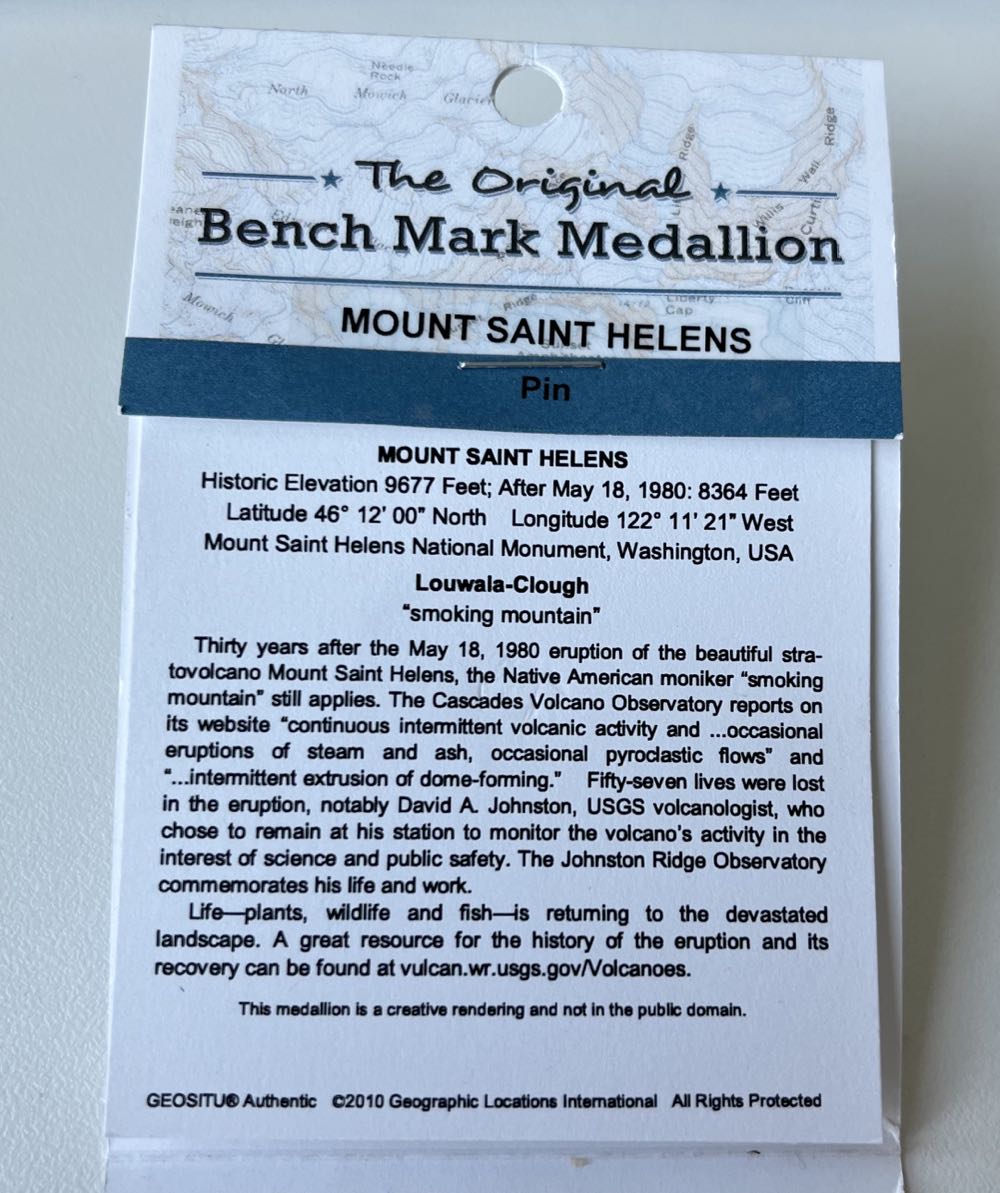 Needle
Rock
North Mowich Glacier
Ridge
Ridge
Wall
The Original
Bench Mark Medallion
Willis
Curtis
Mowich
Ridge
Liberty
Cap
Cliff
MOUNT SAINT HELENS
Pin
MOUNT SAINT HELENS
Historic Elevation 9677 Feet; After May 18, 1980: 8364 Feet
Latitude 46° 12' 00" North Longitude 122° 11' 21" West
Mount Saint Helens National Monument, Washington, USA
Louwala-Clough
"smoking mountain"
Thirty years after the May 18, 1980 eruption of the beautiful stra-
tovolcano Mount Saint Helens, the Native American moniker "smoking
mountain" still applies. The Cascades Volcano Observatory reports on
its website "continuous intermittent volcanic activity and ...occasional
eruptions of steam and ash, occasional pyroclastic flows" and
"...intermittent extrusion of dome-forming." Fifty-seven lives were lost
in the eruption, notably David A. Johnston, USGS volcanologist, who
chose to remain at his station to monitor the volcano's activity in the
interest of science and public safety. The Johnston Ridge Observatory
commemorates his life and work.
Life—plants, wildlife and fish—is returning to the devastated
landscape. A great resource for the history of the eruption and its
recovery can be found at vulcan.wr.usgs.gov/Volcanoes.
This medallion is a creative rendering and not in the public domain.
GEOSITU® Authentic ©2010 Geographic Locations International All Rights Protected